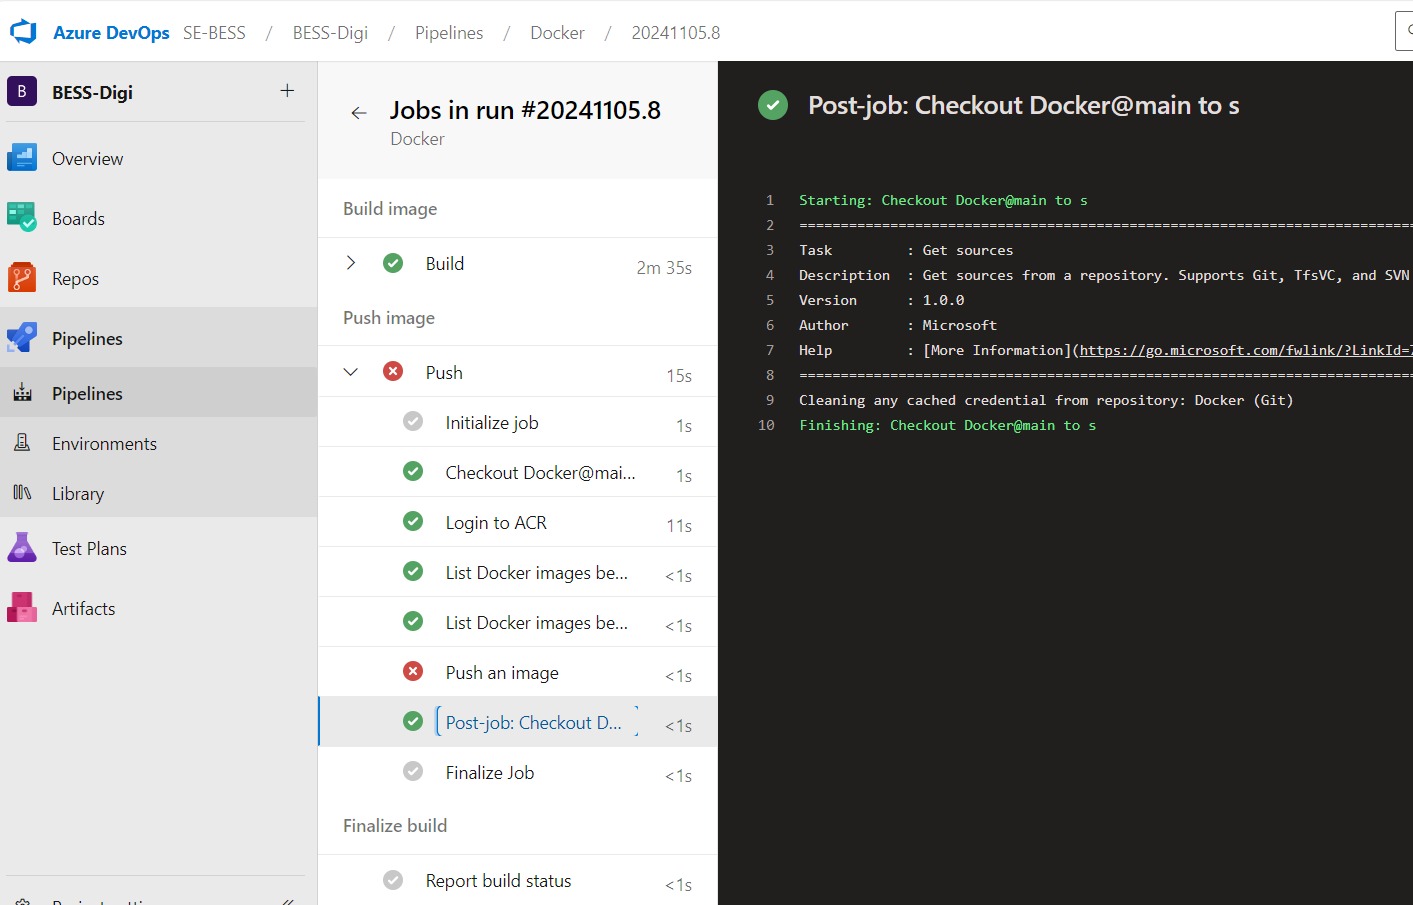 Azure DevOps SE-BESS / BESS-Digi / Pipelines / Docker / 20241105.8
B BESS-Digi +
Overview
Boards
Repos
Pipelines
Pipelines
Environments
Library
Test Plans
Artifacts
Jobs in run #20241105.8
Docker
Build image
Build 2m 35s
Push image
Push 15s
Initialize job 1s
Checkout Docker@mai... 1s
Login to ACR 11s
List Docker images be... <1s
List Docker images be... <1s
Push an image <1s
Post-job: Checkout D... <1s
Finalize Job <1s
Finalize build
Report build status <1s
Post-job: Checkout Docker@main to s
1 Starting: Checkout Docker@main to s
2 ==========================================================================
3 Task : Get sources
4 Description : Get sources from a repository. Supports Git, TfsVC, and SVN
5 Version : 1.0.0
6 Author : Microsoft
7 Help : [More Information](https://go.microsoft.com/fwlink/?LinkId=7
8 ==========================================================================
9 Cleaning any cached credential from repository: Docker (Git)
10 Finishing: Checkout Docker@main to s